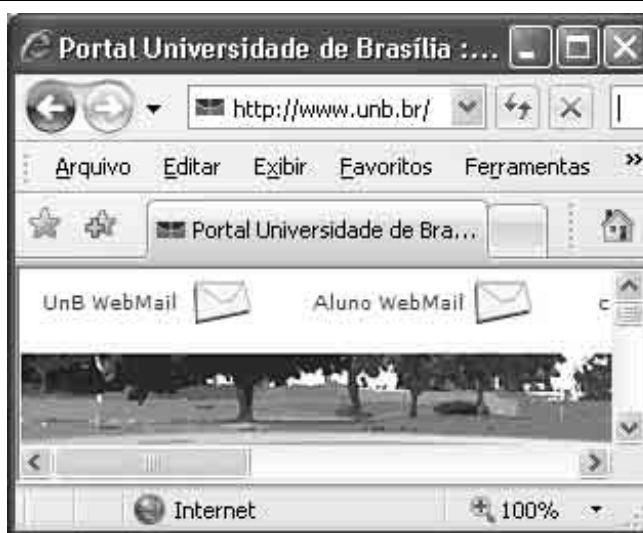 Portal Universidade de Brasília :...
http://www.unb.br/
Arquivo Editar Exibir Favoritos Ferramentas »
Portal Universidade de Bra...
UnB WebMail Aluno WebMail c
Internet 100%